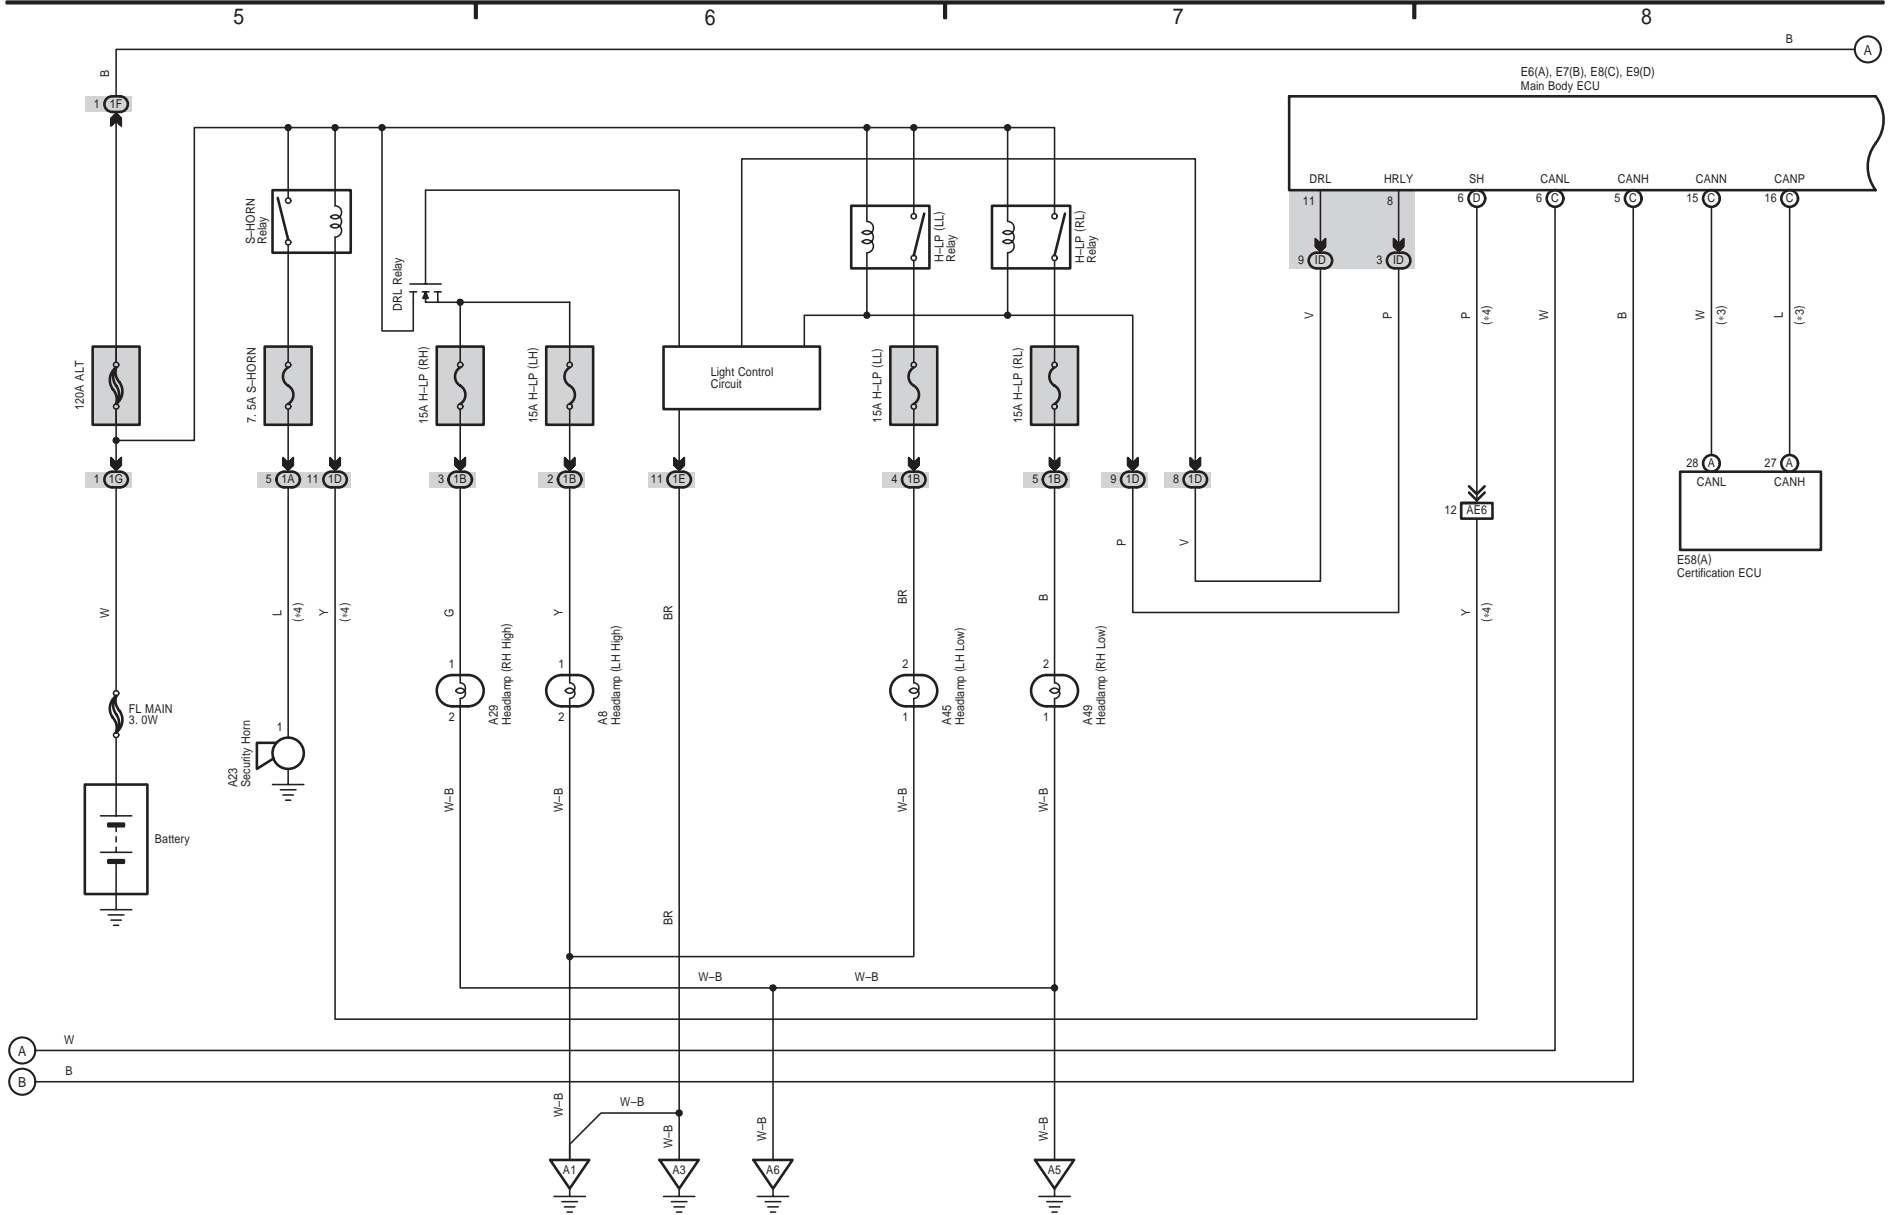 5 6 7 8
B
A
B
1 1F
E6(A), E7(B), E8(C), E9(D)
Main Body ECU
DRL HRLY SH CANL CANH CANN CANP
11 8 6 D 6 C 5 C 15 C 16 C
S–HORN
Relay
H–LP (LL)
Relay
H–LP (RL)
Relay
9 ID 3 ID
DRL Relay
V P P (∗4) W B W (∗3) L (∗3)
120A ALT
7. 5A S–HORN
15A H–LP (RH)
15A H–LP (LH)
Light Control
Circuit
15A H–LP (LL)
15A H–LP (RL)
1 1G 5 1A 11 1D 3 1B 2 1B 11 1E 4 1B 5 1B 9 1D 8 1D
28 A 27 A
CANL CANH
12 AE6
P V
E58(A)
Certification ECU
W L (∗4) Y (∗4) G Y BR BR B Y (∗4)
1 1 2 2
A29
Headlamp (RH High)
A8
Headlamp (LH High)
A45
Headlamp (LH Low)
A49
Headlamp (RH Low)
2 2 1 1
FL MAIN
3. 0W
1
A23
Security Horn
W–B W–B W–B W–B
Battery
BR
W–B W–B
A W
B B
W–B W–B W–B W–B W–B
A1 A3 A6 A5